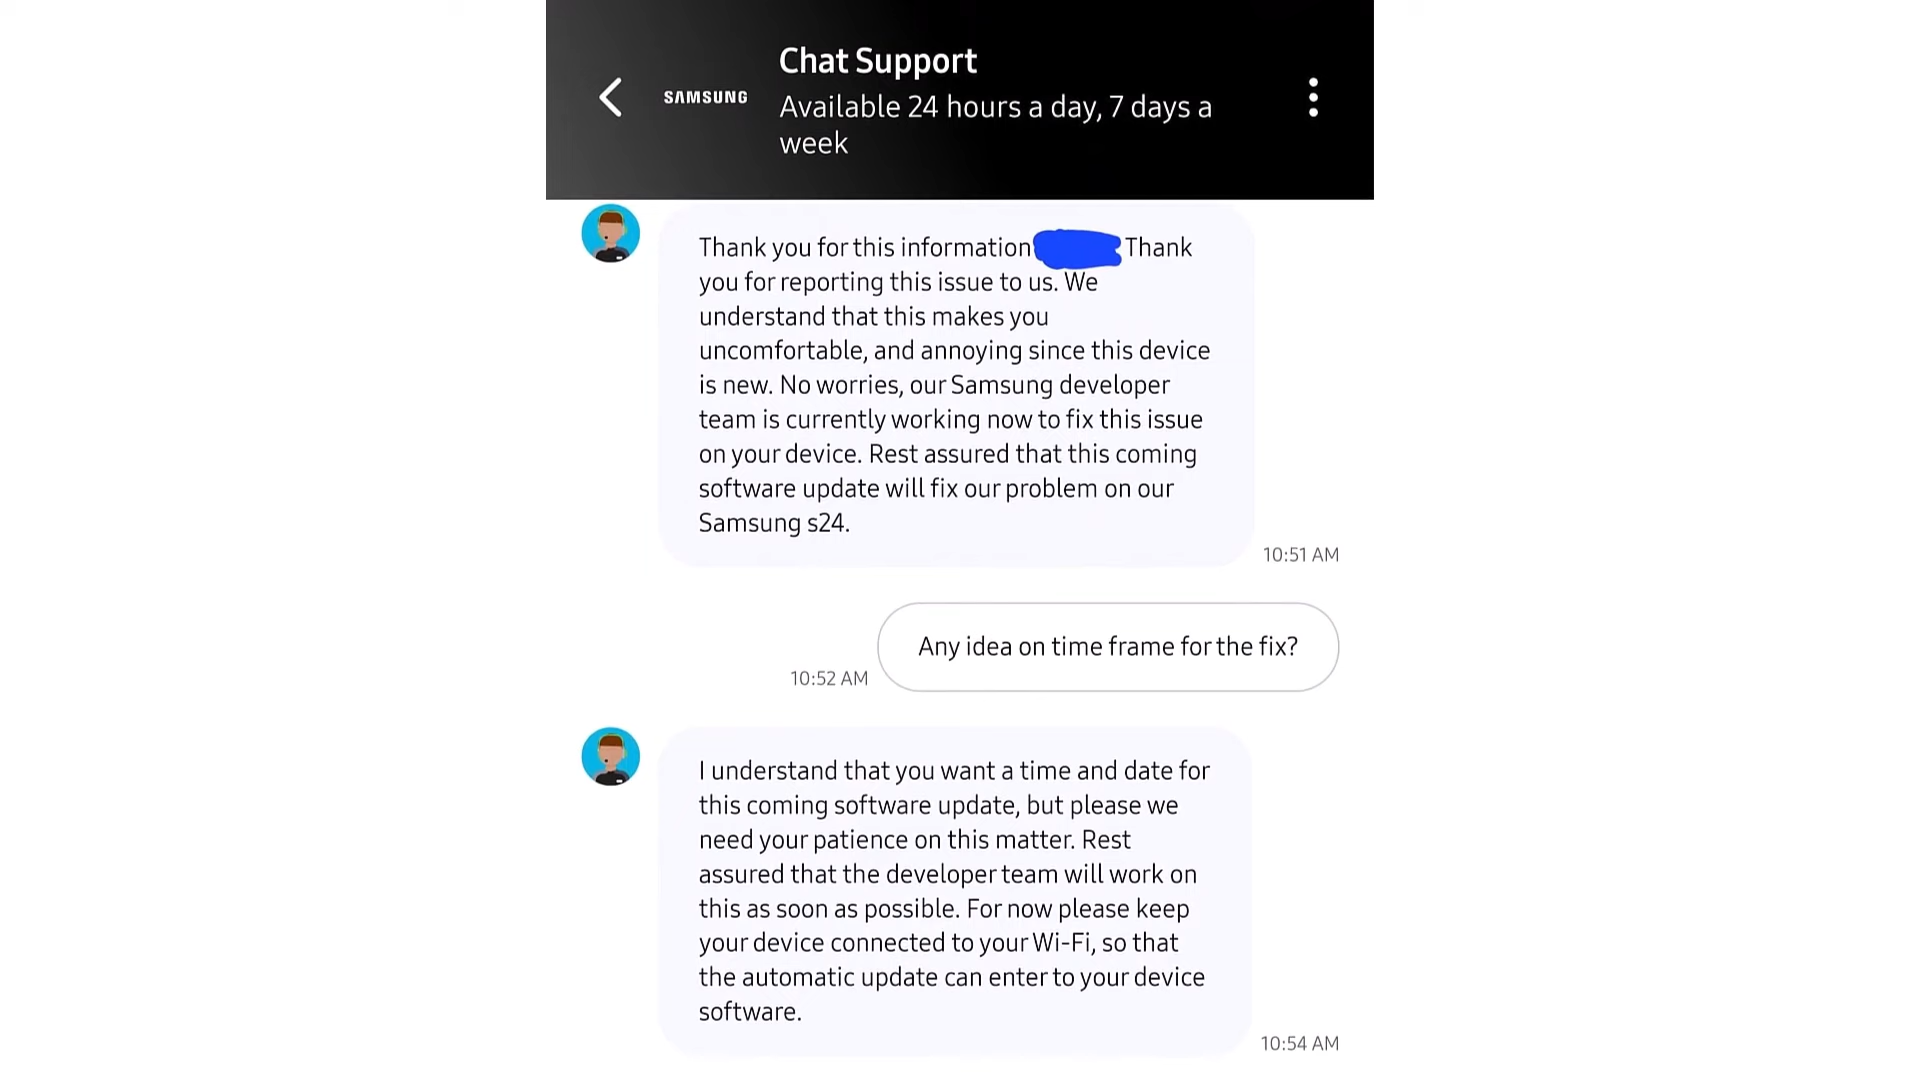 Chat Support
SAMSUNG
Available 24 hours a day, 7 days a
week
Thank you for this information Thank
you for reporting this issue to us. We
understand that this makes you
uncomfortable, and annoying since this device
is new. No worries, our Samsung developer
team is currently working now to fix this issue
on your device. Rest assured that this coming
software update will fix our problem on our
Samsung s24.
10:51 AM
Any idea on time frame for the fix?
10:52 AM
I understand that you want a time and date for
this coming software update, but please we
need your patience on this matter. Rest
assured that the developer team will work on
this as soon as possible. For now please keep
your device connected to your Wi-Fi, so that
the automatic update can enter to your device
software.
10:54 AM